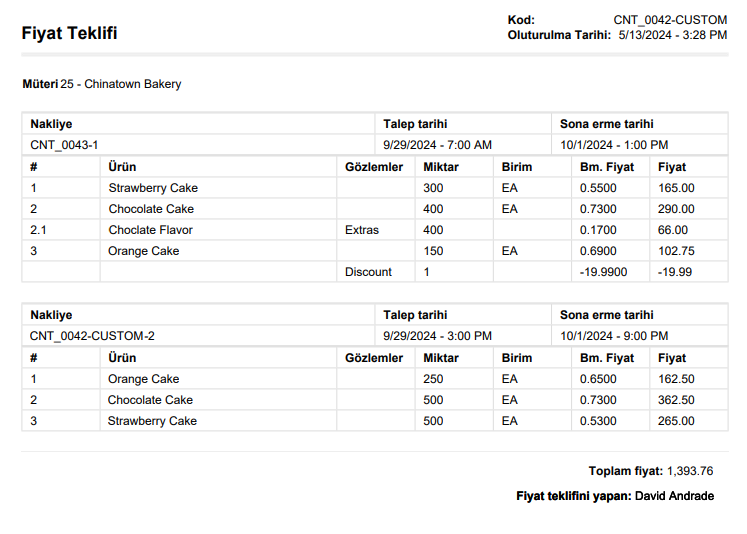 Fiyat Teklifi
Kod: CNT_0042-CUSTOM
Oluturulma Tarihi: 5/13/2024 - 3:28 PM
Müteri 25 - Chinatown Bakery
Nakliye Talep tarihi Sona erme tarihi
CNT_0043-1 9/29/2024 - 7:00 AM 10/1/2024 - 1:00 PM
# Ürün Gözlemler Miktar Birim Bm. Fiyat Fiyat
1 Strawberry Cake 300 EA 0.5500 165.00
2 Chocolate Cake 400 EA 0.7300 290.00
2.1 Choclate Flavor Extras 400 0.1700 66.00
3 Orange Cake 150 EA 0.6900 102.75
Discount 1 -19.9900 -19.99
Nakliye Talep tarihi Sona erme tarihi
CNT_0042-CUSTOM-2 9/29/2024 - 3:00 PM 10/1/2024 - 9:00 PM
# Ürün Gözlemler Miktar Birim Bm. Fiyat Fiyat
1 Orange Cake 250 EA 0.6500 162.50
2 Chocolate Cake 500 EA 0.7300 362.50
3 Strawberry Cake 500 EA 0.5300 265.00
Toplam fiyat: 1,393.76
Fiyat teklifini yapan: David Andrade